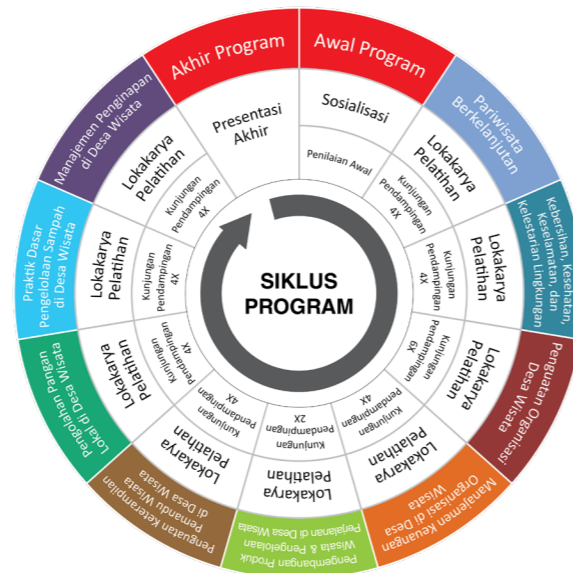 Awal Program
Sosialisasi
Penilaian Awal
Pariwisata
Berkelanjutan
Lokakarya
Pelatihan
Kunjungan
Pendampingan
4X
Kebersihan, Kesehatan,
Keselamatan, dan
Kelestarian Lingkungan
Lokakarya
Pelatihan
Kunjungan
Pendampingan
4X
Penguatan Organisasi
Desa Wisata
Lokakarya
Pelatihan
Kunjungan
Pendampingan
6X
Manajemen Keuangan
Organisasi di Desa
Wisata
Lokakarya
Pelatihan
Kunjungan
Pendampingan
4X
Pengembangan Produk
Wisata & Pengelolaan
Perjalanan di Desa Wisata
Lokakarya
Pelatihan
Kunjungan
Pendampingan
2X
Penguatan Keterampilan
Pemandu Wisata
di Desa Wisata
Lokakarya
Pelatihan
Kunjungan
Pendampingan
4X
Pengolahan Pangan
Lokal di Desa Wisata
Lokakarya
Pelatihan
Kunjungan
Pendampingan
4X
Praktik Dasar
Pengelolaan Sampah
di Desa Wisata
Lokakarya
Pelatihan
Kunjungan
Pendampingan
4X
Manajemen Penginapan
di Desa Wisata
Lokakarya
Pelatihan
Kunjungan
Pendampingan
4X
Akhir Program
Presentasi
Akhir
SIKLUS
PROGRAM